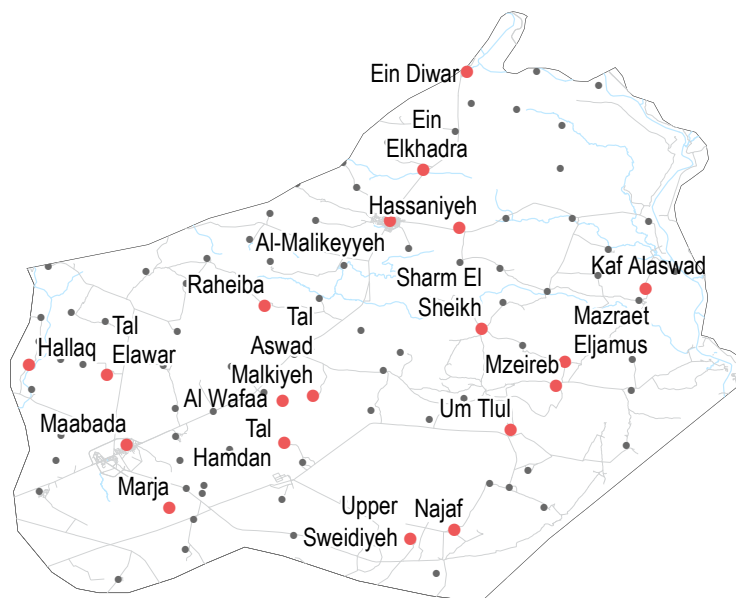 Ein Diwar
Ein
Elkhadra
Hassaniyeh
Al-Malikeyyeh
Sharm El
Sheikh
Kaf Alaswad
Raheiba
Tal
Aswad
Malkiyeh
Mazraet
Eljamus
Tal
Elawar
Hallaq
Mzeireb
Al Wafaa
Um Tlul
Maabada
Tal
Hamdan
Marja
Upper
Sweidiyeh
Najaf